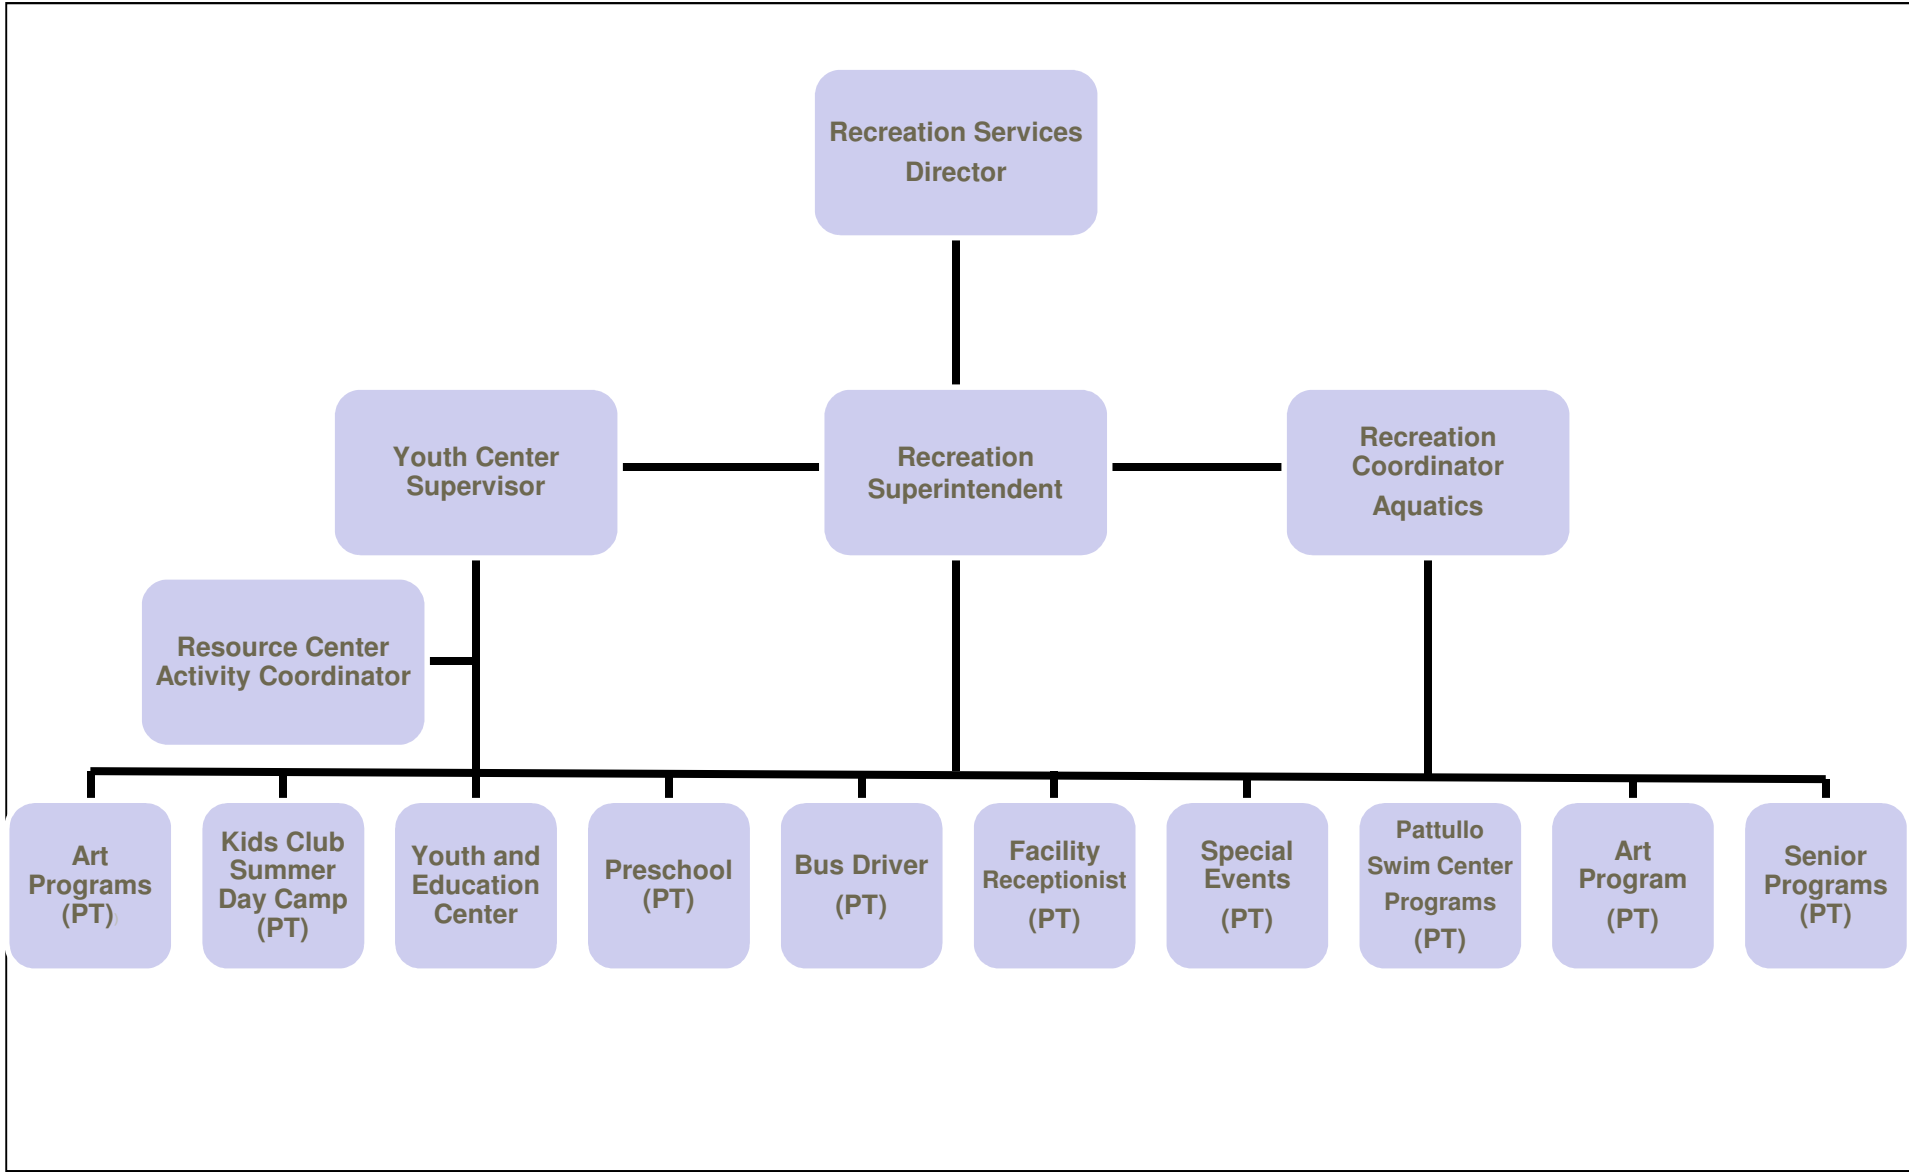 Recreation Services
Director
Youth Center
Supervisor
Recreation
Superintendent
Recreation
Coordinator
Aquatics
Resource Center
Activity Coordinator
Art
Programs
(PT))
Kids Club
Summer
Day Camp
(PT)
Youth and
Education
Center
Preschool
(PT)
Bus Driver
(PT)
Facility
Receptionist
(PT)
Special
Events
(PT)
Pattullo
Swim Center
Programs
(PT)
Art
Program
(PT)
Senior
Programs
(PT)